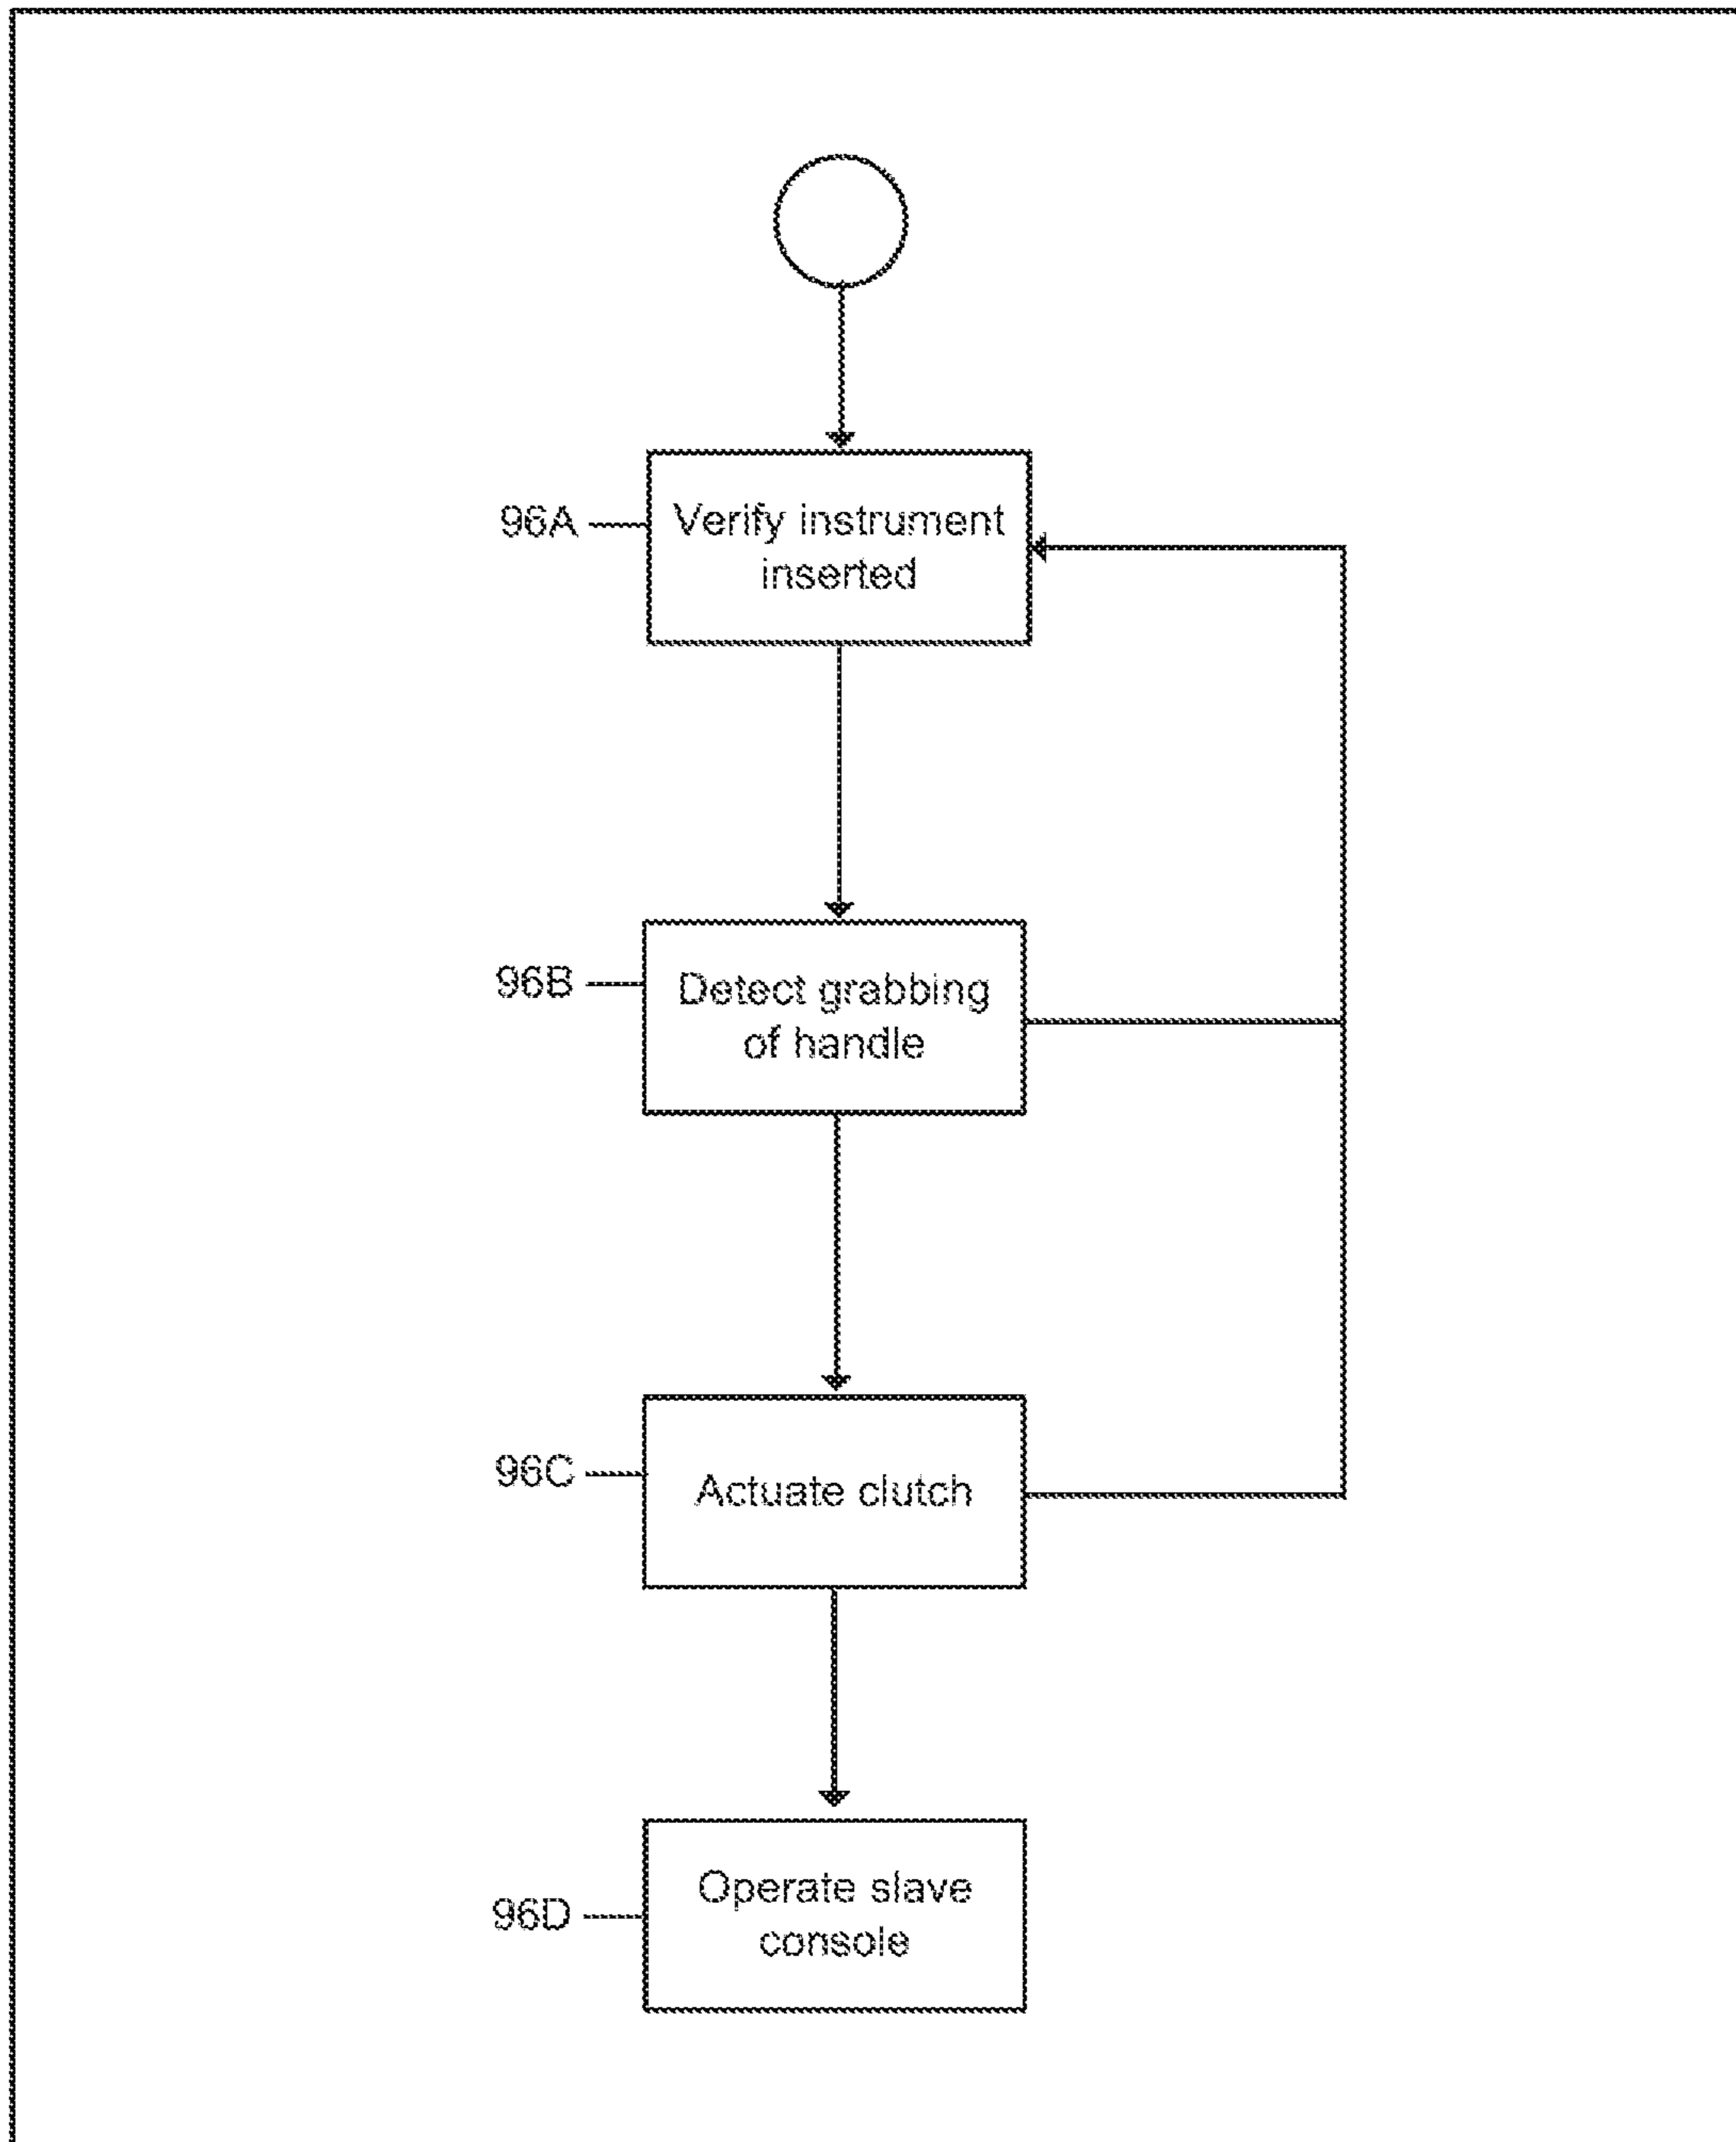 96A
Verify instrument
inserted
96B
Detect grabbing
of handle
96C
Actuate clutch
96D
Operate slave
console